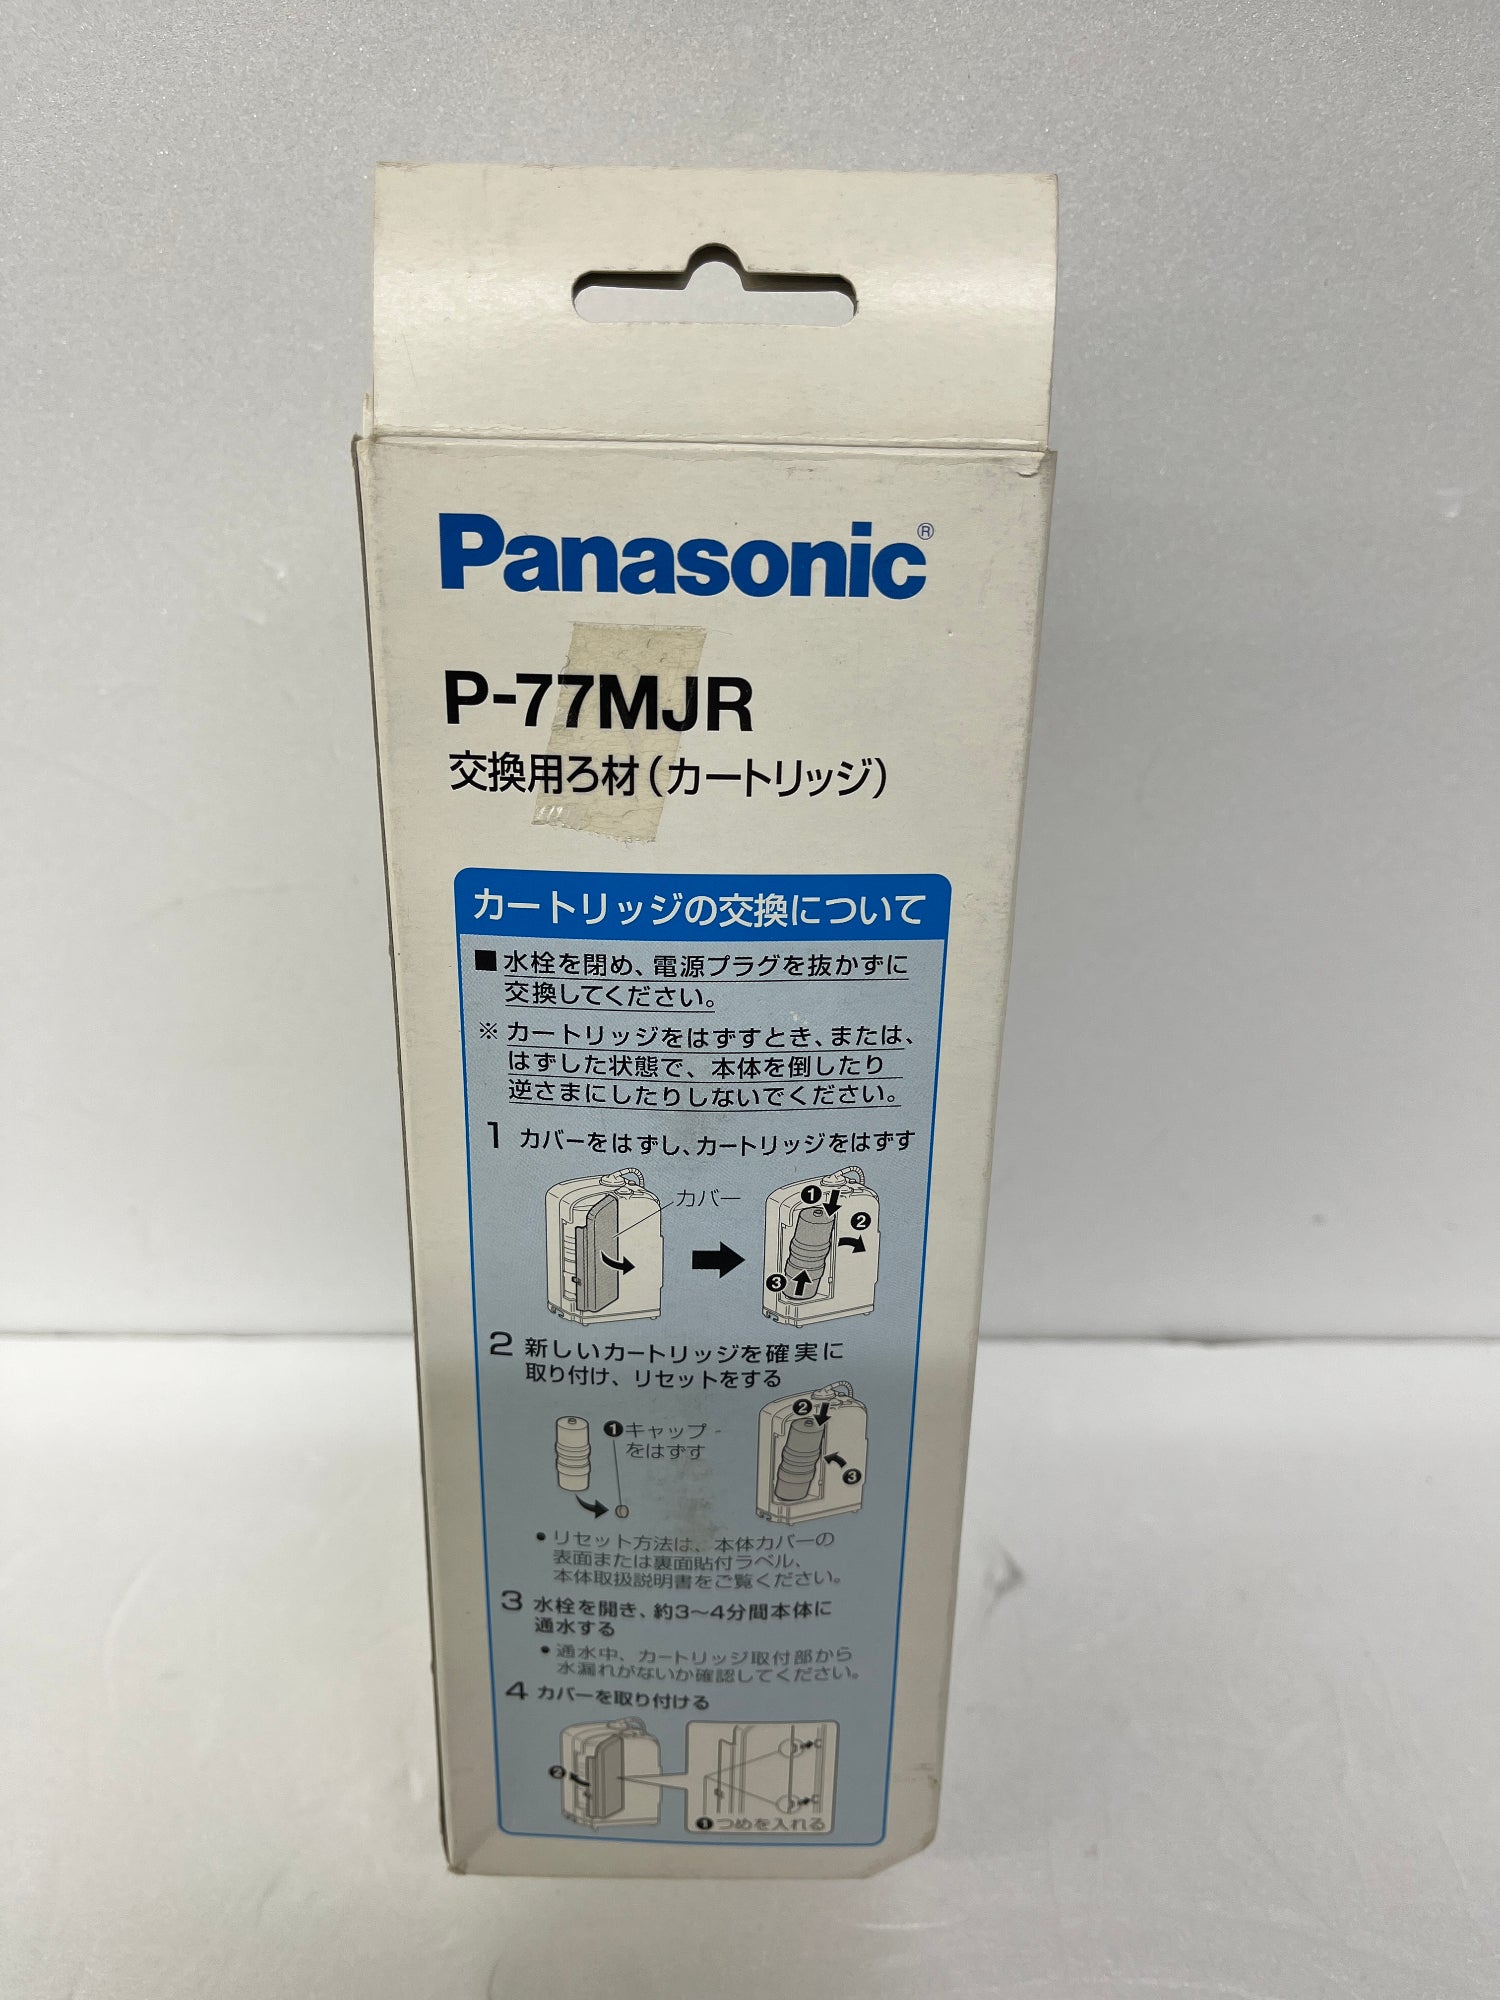 Panasonic®
P-77MJR
交換用ろ材(カートリッジ)
カートリッジの交換について
■水栓を閉め、電源プラグを抜かずに
交換してください。
※カートリッジをはずすとき、または、
はずした状態で、本体を倒したり
逆さまにしたりしないでください。
1 カバーをはずし、カートリッジをはずす
カバー
❶
❷
❸
2 新しいカートリッジを確実に
取り付け、リセットをする
❶キャップ
をはずす
❷
❸
●リセット方法は、本体カバーの
表面または裏面貼付ラベル、
本体取扱説明書をご覧ください。
3 水栓を開き、約3〜4分間本体に
通水する
●通水中、カートリッジ取付部から
水漏れがないか確認してください。
4 カバーを取り付ける
❷
❶つめを入れる